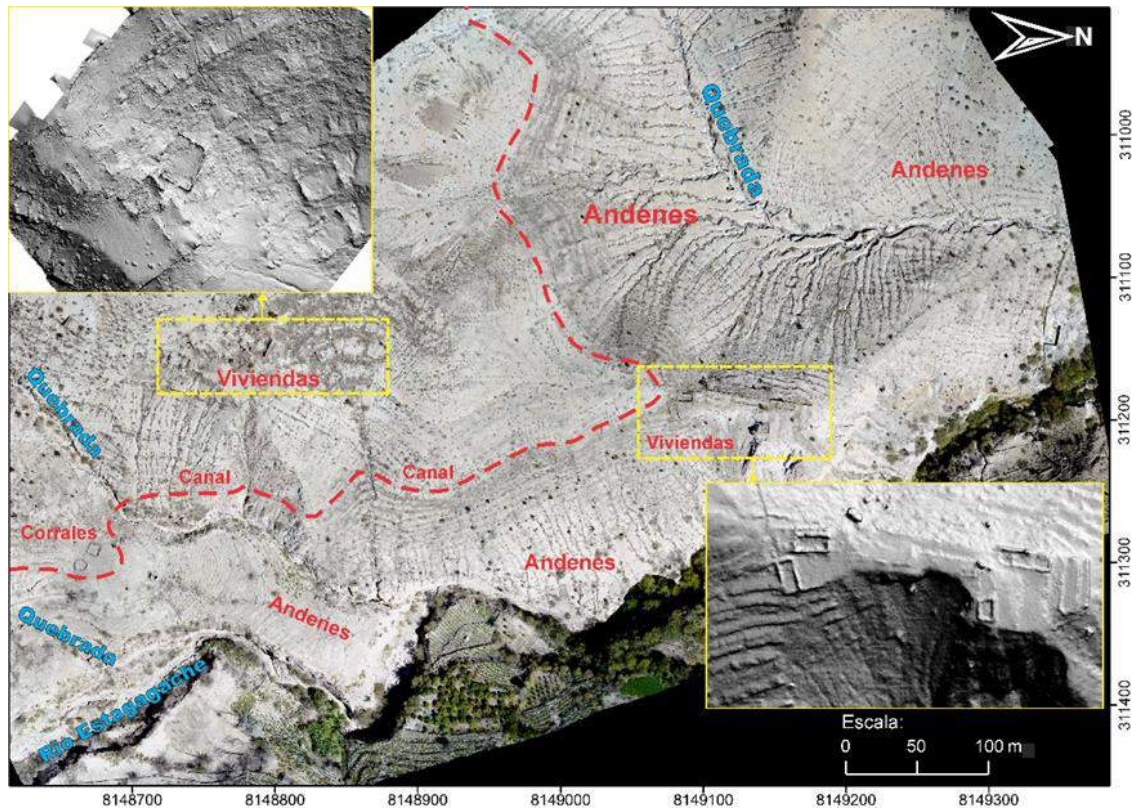 N
Quebrada
Andenes
Andenes
311000
311100
Viviendas
311200
Quebrada
Viviendas
Canal
Canal
Corrales
Andenes
311300
Andenes
Quebrada
Río Estagagache
311400
Escala:
0 50 100 m
8148700 8148800 8148900 8149000 8149100 8149200 8149300